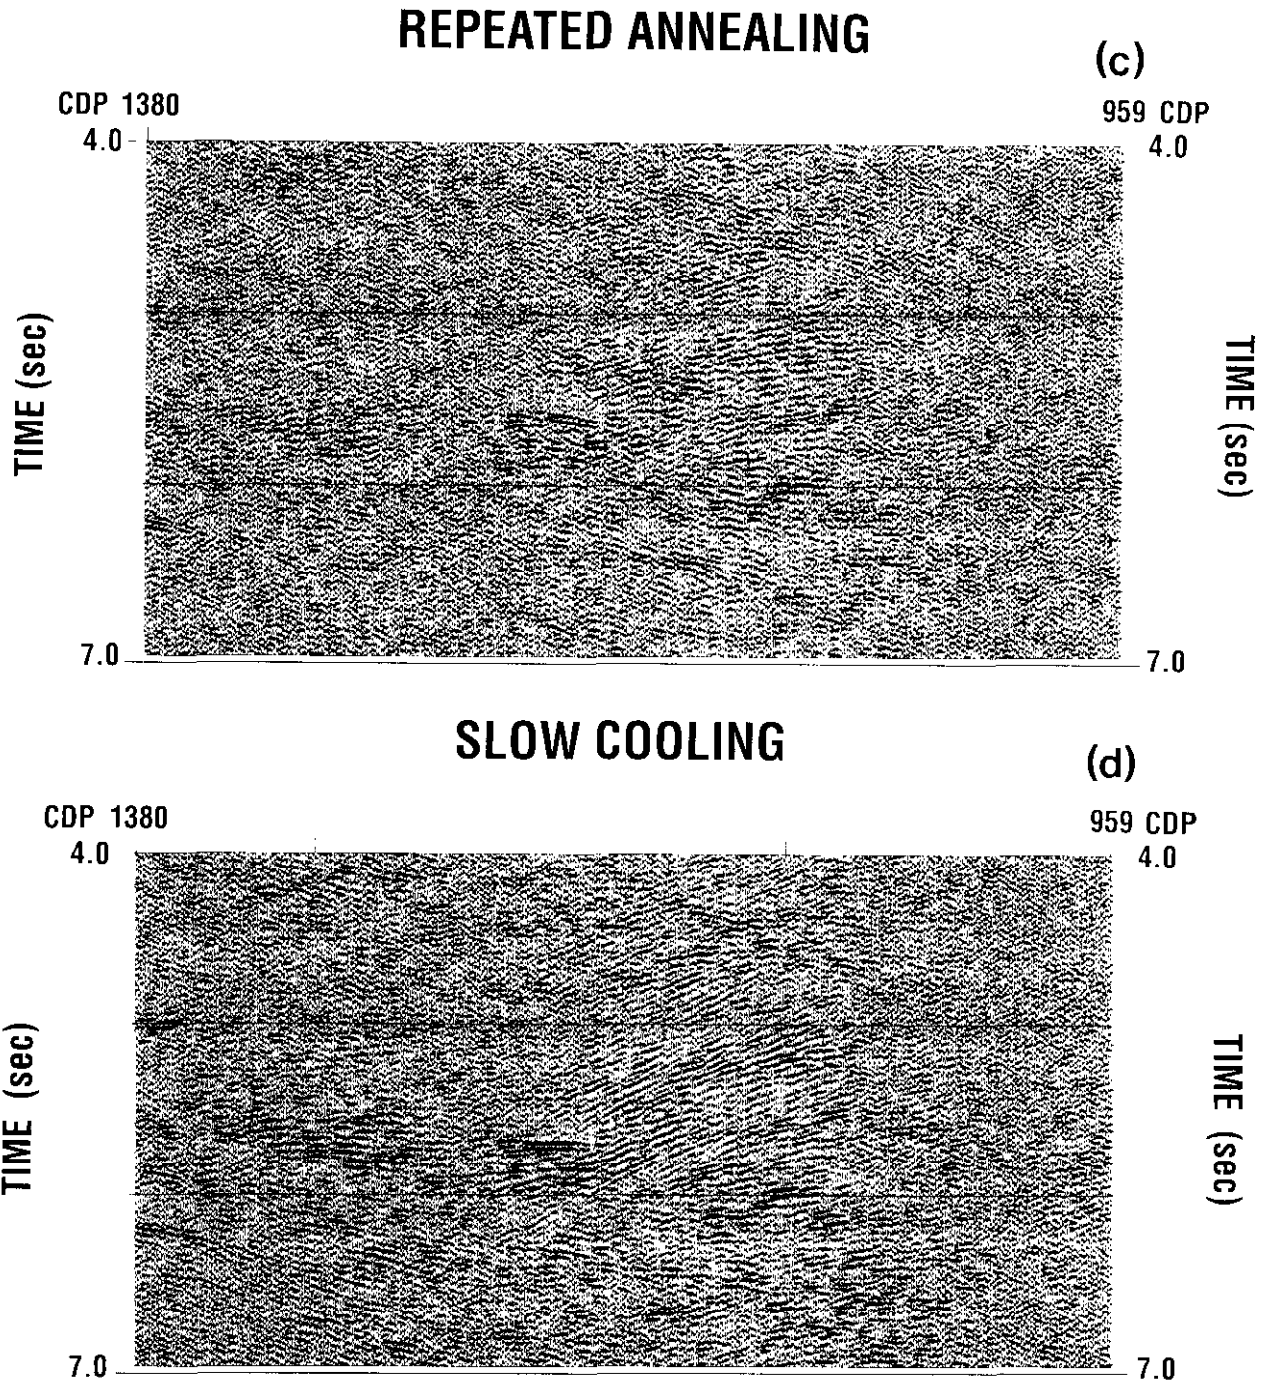 REPEATED ANNEALING
(c)
CDP 1380
959 CDP
4.0
4.0
TIME (sec)
TIME (sec)
7.0
7.0
SLOW COOLING
(d)
CDP 1380
959 CDP
4.0
4.0
TIME (sec)
TIME (sec)
7.0
7.0